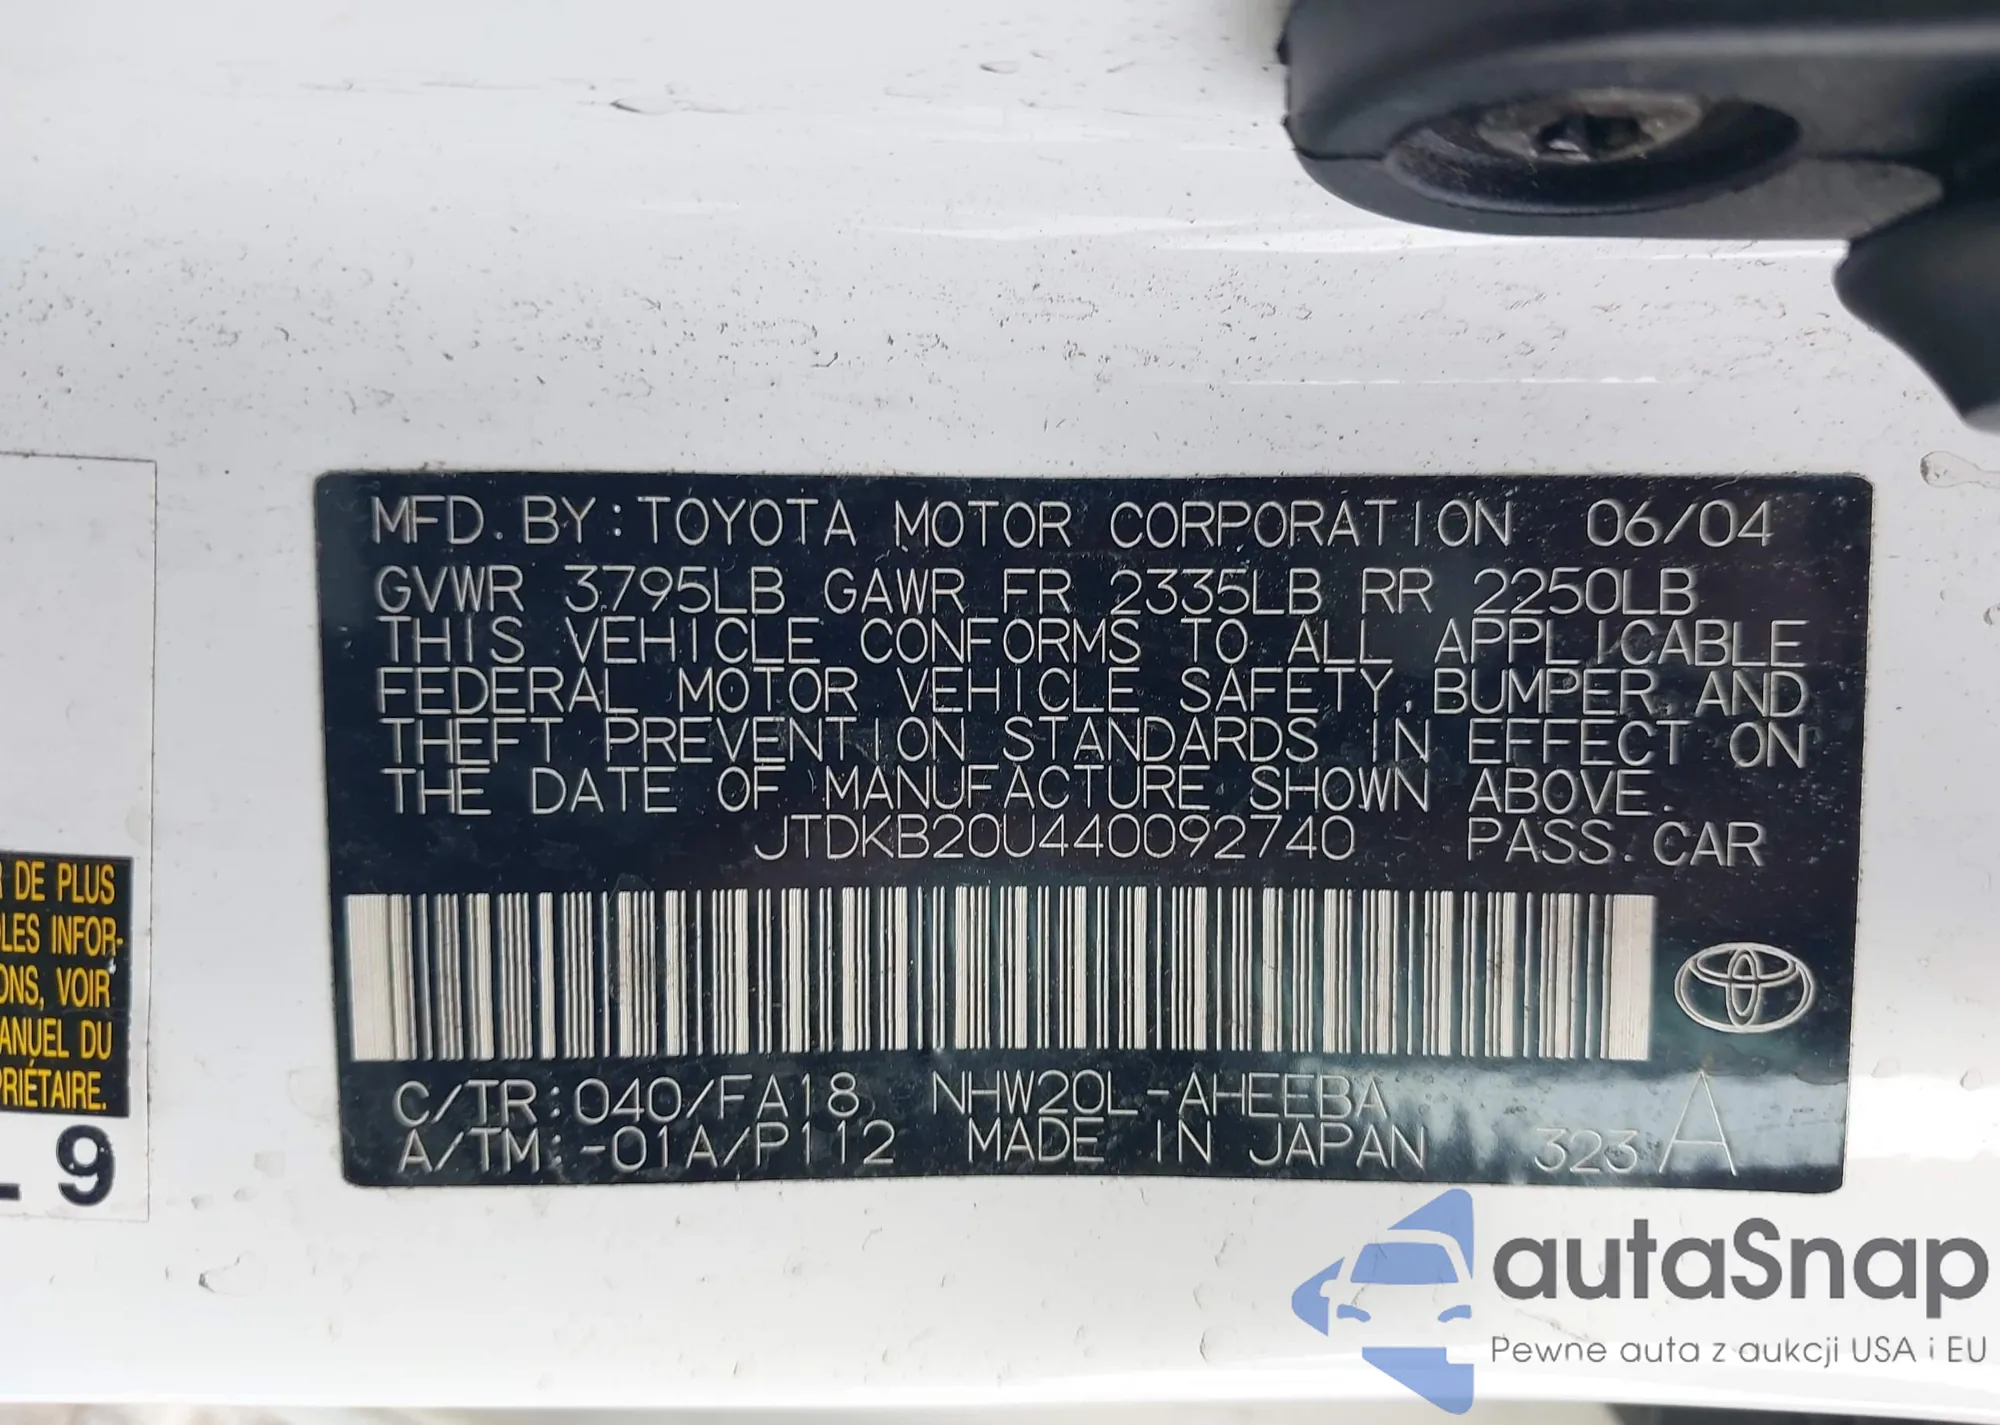 MFD. BY: TOYOTA MOTOR CORPORATION 06/04
GVWR 3795LB GAWR FR 2335LB RR 2250LB
THIS VEHICLE CONFORMS TO ALL APPLICABLE
FEDERAL MOTOR VEHICLE SAFETY, BUMPER, AND
THEFT PREVENTION STANDARDS IN EFFECT ON
THE DATE OF MANUFACTURE SHOWN ABOVE.
JTDKB20U440092740 PASS. CAR
C/TR: 040/FA18 NHW20L-AHEEBA
A/TM: -01A/P112 MADE IN JAPAN 323 A
DE PLUS
LES INFOR-
ONS, VOIR
ANUEL DU
PRIÉTAIRE.
9
autaSnap
Pewne auta z aukcji USA i EU